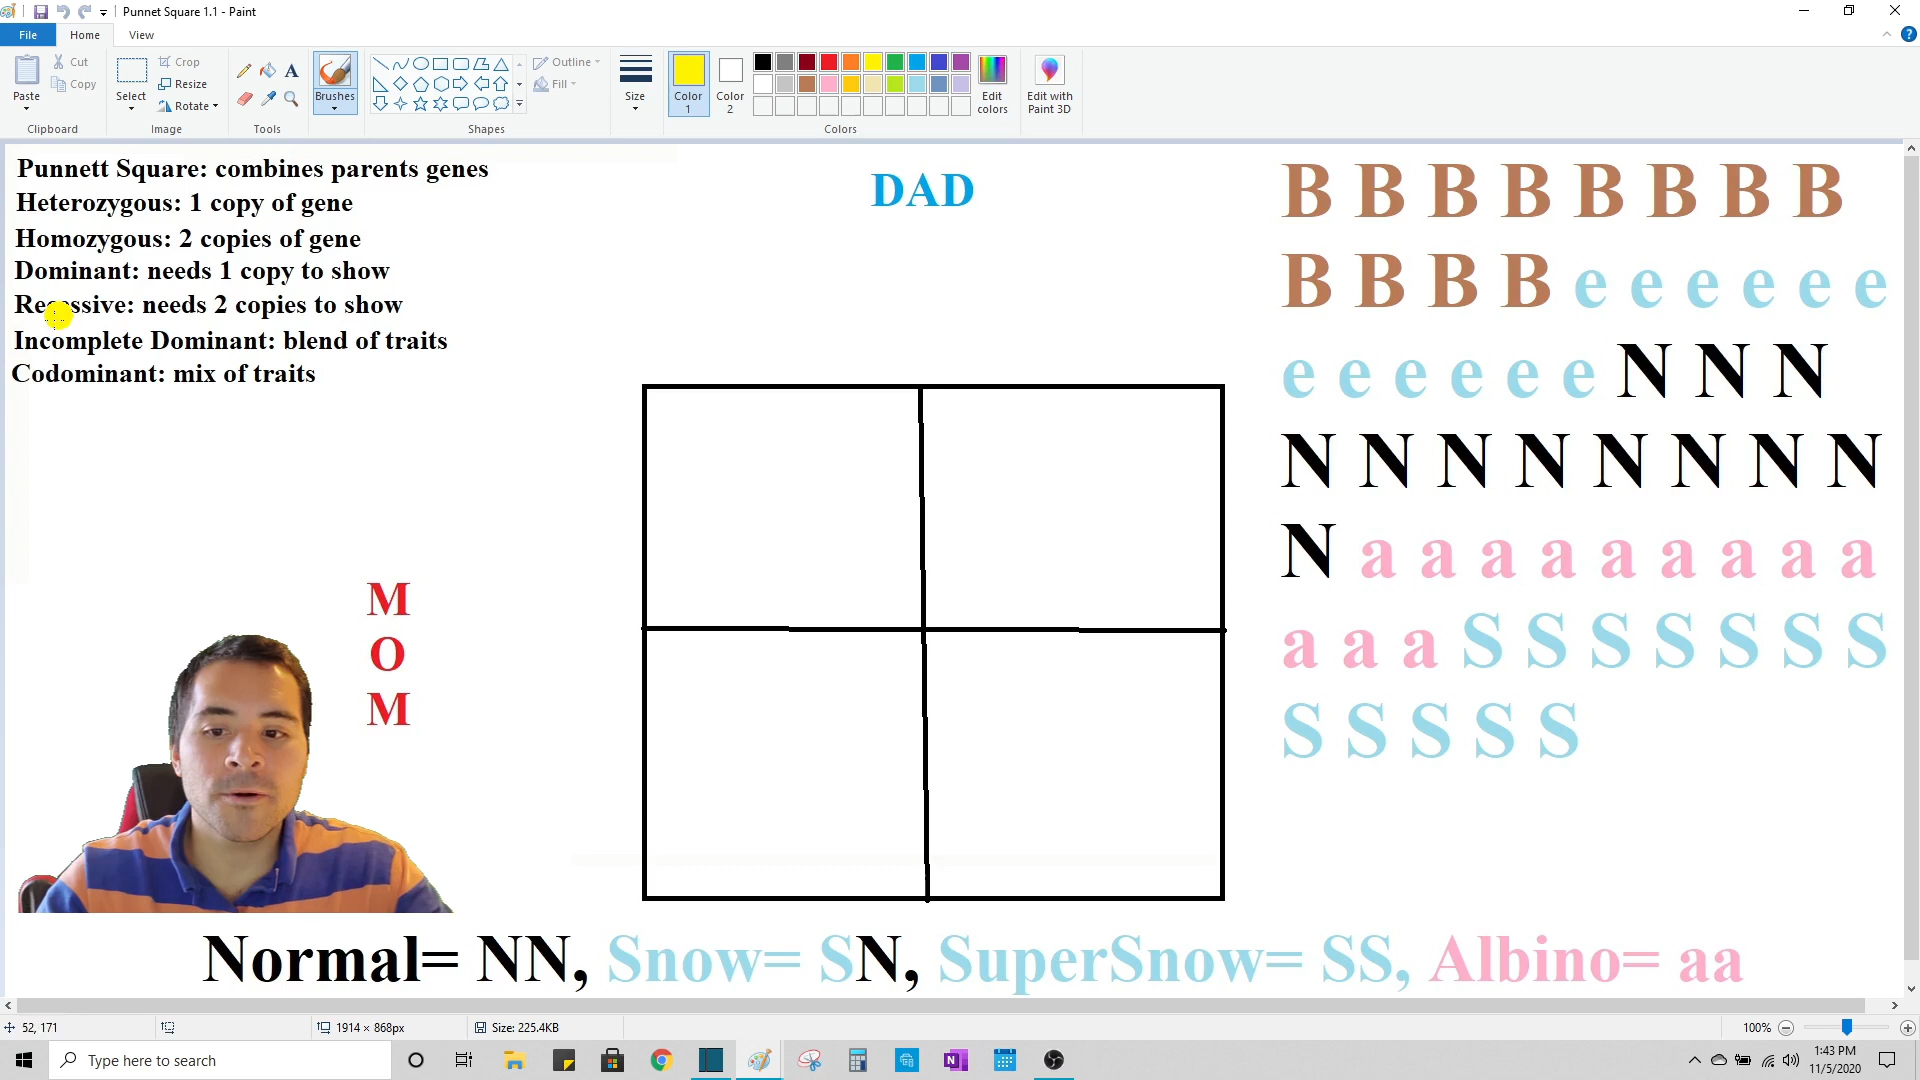 Punnet Square 1.1 - Paint
File Home View
Paste
Cut
Copy
Clipboard
Select
Crop
Resize
Rotate
Image
A
Tools
Brushes
Outline
Fill
Shapes
Size
Color 1
Color 2
Edit colors
Edit with Paint 3D
Colors
Punnett Square: combines parents genes
Heterozygous: 1 copy of gene
Homozygous: 2 copies of gene
Dominant: needs 1 copy to show
Recessive: needs 2 copies to show
Incomplete Dominant: blend of traits
Codominant: mix of traits
DAD
M
O
M
B B B B B B B B
B B B B e e e e e e
e e e e e e N N N
N N N N N N N N
N a a a a a a a a a
a a a S S S S S S S
S S S S S
Normal= NN, Snow= SN, SuperSnow= SS, Albino= aa
52, 171
1914 × 868px
Size: 225.4KB
100%
Type here to search
1:43 PM
11/5/2020